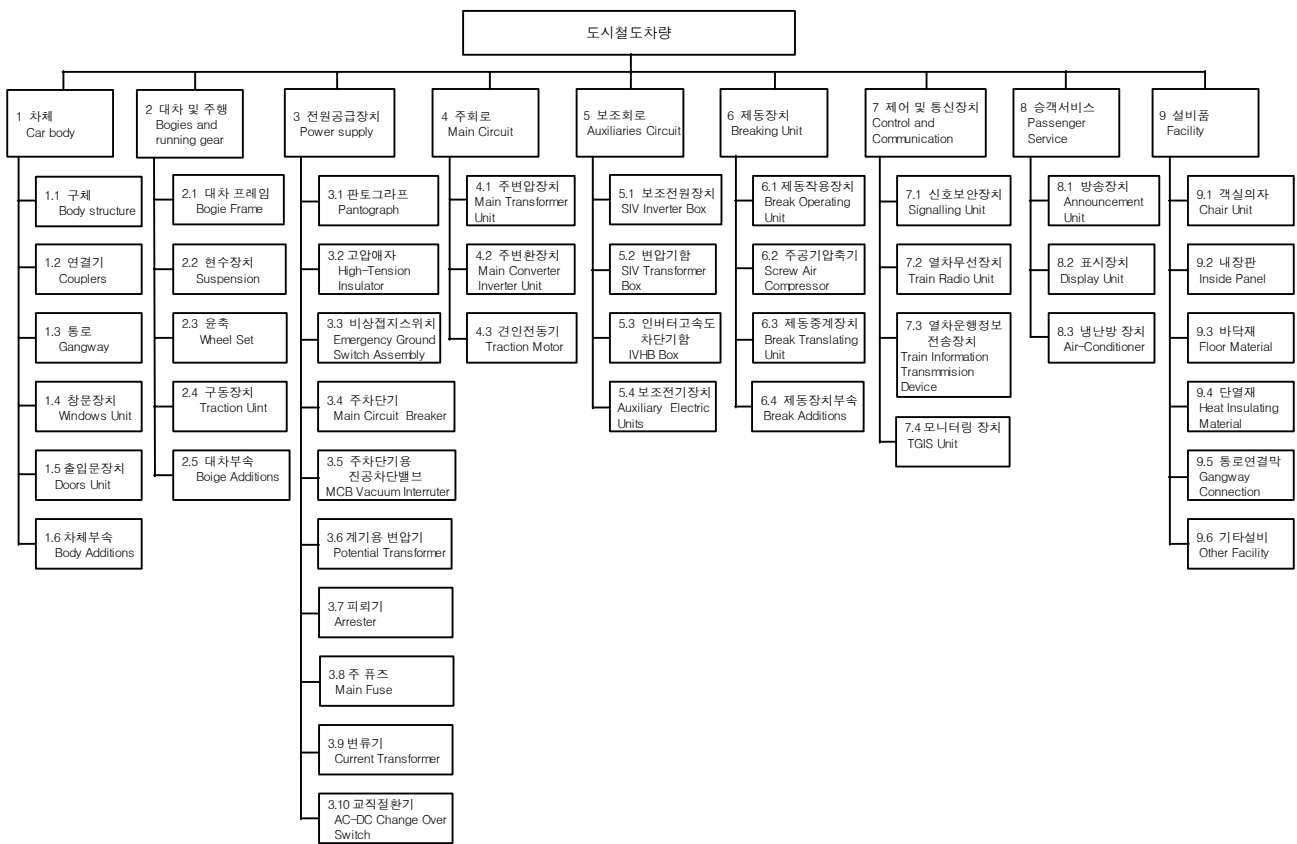 도시철도차량
1 차체
Car body
2 대차 및 주행
Bogies and
running gear
3 전원공급장치
Power supply
4 주회로
Main Circuit
5 보조회로
Auxiliaries Circuit
6 제동장치
Breaking Unit
7 제어 및 통신장치
Control and
Communication
8 승객서비스
Passenger
Service
9 설비품
Facility
1.1 구체
Body structure
1.2 연결기
Couplers
1.3 통로
Gangway
1.4 창문장치
Windows Unit
1.5 출입문장치
Doors Unit
1.6 차체부속
Body Additions
2.1 대차 프레임
Bogie Frame
2.2 현수장치
Suspension
2.3 윤축
Wheel Set
2.4 구동장치
Traction Uint
2.5 대차부속
Boige Additions
3.1 판토그라프
Pantograph
3.2 고압애자
High-Tension
Insulator
3.3 비상접지스위치
Emergency Ground
Switch Assembly
3.4 주차단기
Main Circuit Breaker
3.5 주차단기용
진공차단밸브
MCB Vacuum Interruter
3.6 계기용 변압기
Potential Transformer
3.7 피뢰기
Arrester
3.8 주 퓨즈
Main Fuse
3.9 변류기
Current Transformer
3.10 교직절환기
AC-DC Change Over
Switch
4.1 주변압장치
Main Transformer
Unit
4.2 주변환장치
Main Converter
Inverter Unit
4.3 견인전동기
Traction Motor
5.1 보조전원장치
SIV Inverter Box
5.2 변압기함
SIV Transformer
Box
5.3 인버터고속도
차단기함
IVHB Box
5.4 보조전기장치
Auxiliary Electric
Units
6.1 제동작용장치
Break Operating
Unit
6.2 주공기압축기
Screw Air
Compressor
6.3 제동중계장치
Break Translating
Unit
6.4 제동장치부속
Break Additions
7.1 신호보안장치
Signalling Unit
7.2 열차무선장치
Train Radio Unit
7.3 열차운행정보
전송장치
Train Information
Transmmision
Device
7.4 모니터링 장치
TGIS Unit
8.1 방송장치
Announcement
Unit
8.2 표시장치
Display Unit
8.3 냉난방 장치
Air-Conditioner
9.1 객실의자
Chair Unit
9.2 내장판
Inside Panel
9.3 바닥재
Floor Material
9.4 단열재
Heat Insulating
Material
9.5 통로연결막
Gangway
Connection
9.6 기타설비
Other Facility